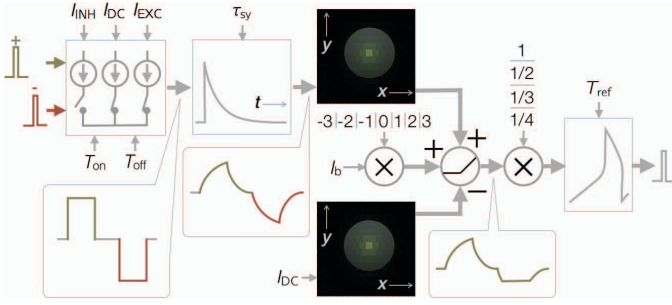 I_INH I_DC I_EXC
+
-
T_on T_off
τ_sy
t
y
x
-3|-2|-1|0|1|2|3
I_b
×
+
+
−
y
x
I_DC
1
1/2
1/3
1/4
×
T_ref